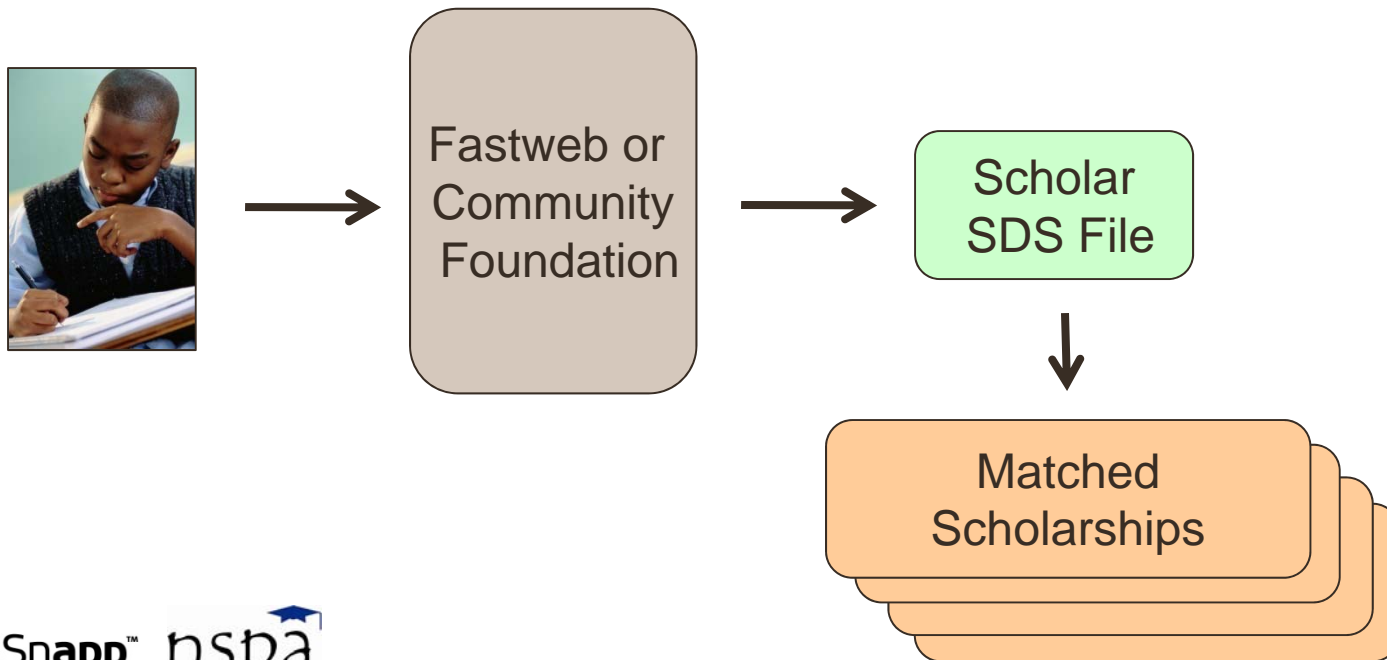 Fastweb or
Community
Foundation
Scholar
SDS File
Matched
Scholarships
Snapp™ nspa